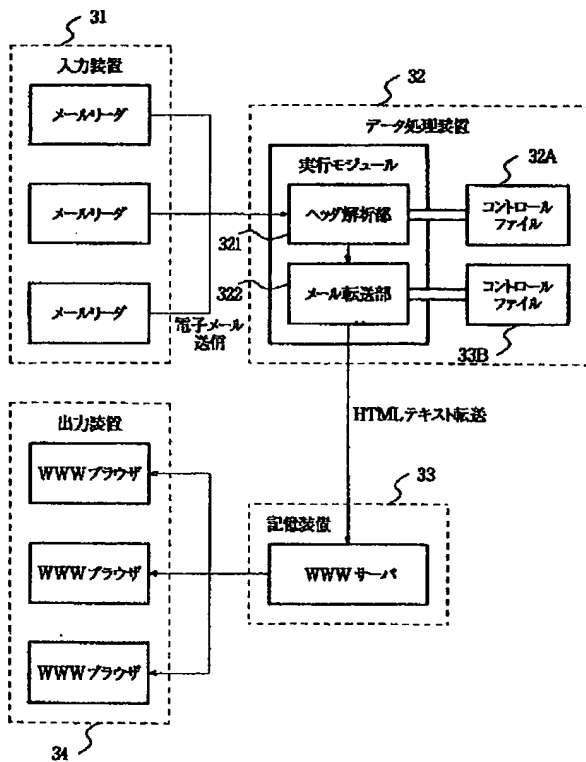 31
入力装置
メールリーダ
メールリーダ
メールリーダ
電子メール
送信
32
データ処理装置
実行モジュール
ヘッダ解析部
321
メール転送部
322
32A
コントロール
ファイル
コントロール
ファイル
33B
HTMLテキスト転送
33
記憶装置
WWWサーバ
出力装置
WWWブラウザ
WWWブラウザ
WWWブラウザ
34